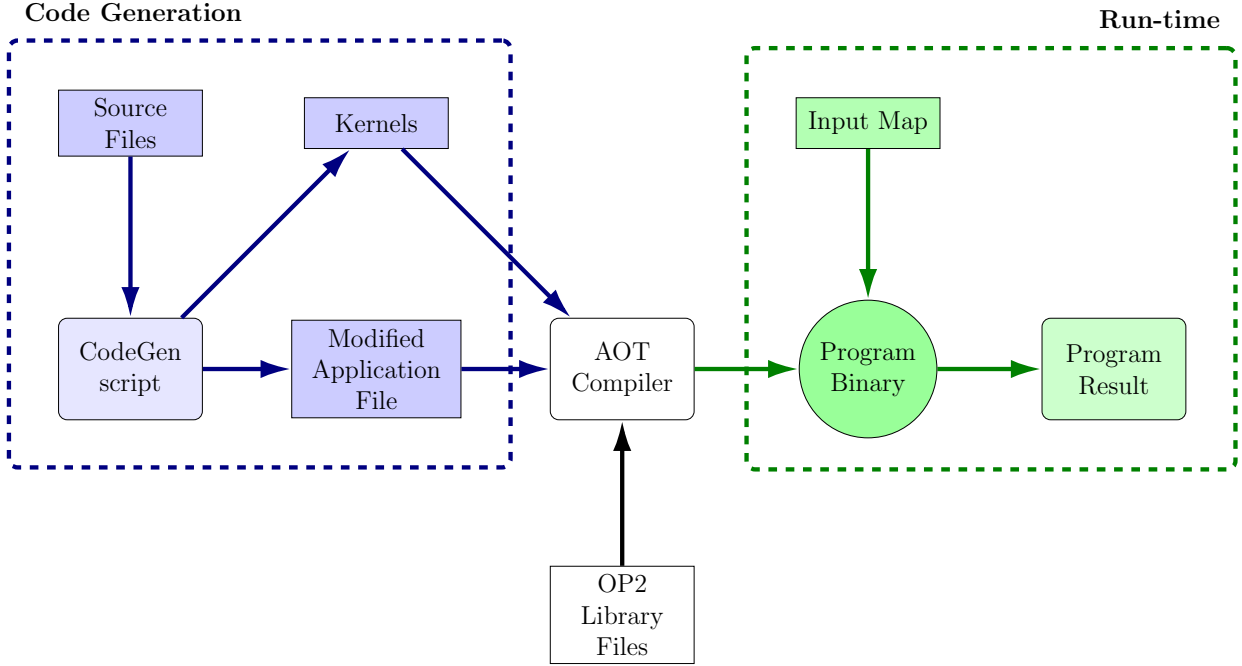 Code Generation
Run-time
Source
Files
Kernels
Input Map
CodeGen
script
Modified
Application
File
AOT
Compiler
Program
Binary
Program
Result
OP2
Library
Files